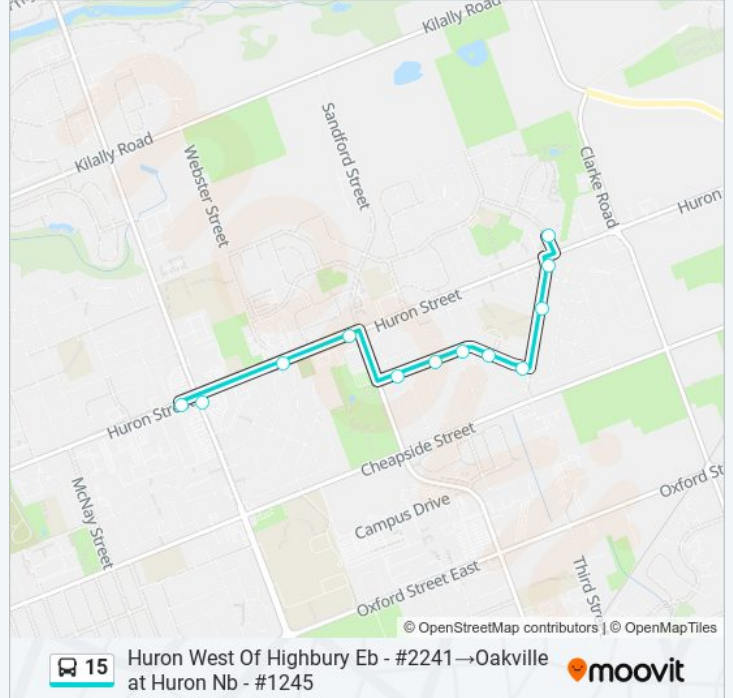 Kilally Road
Kilally Road
Sandford Street
Webster Street
Clarke Road
Huron
Huron Street
Huron Stre
Cheapside Street
McNay Street
Oxford St
Campus Drive
Oxford Street East
Third Stre
© OpenStreetMap contributors | © OpenMapTiles
15
Huron West Of Highbury Eb - #2241→Oakville
at Huron Nb - #1245
moovit